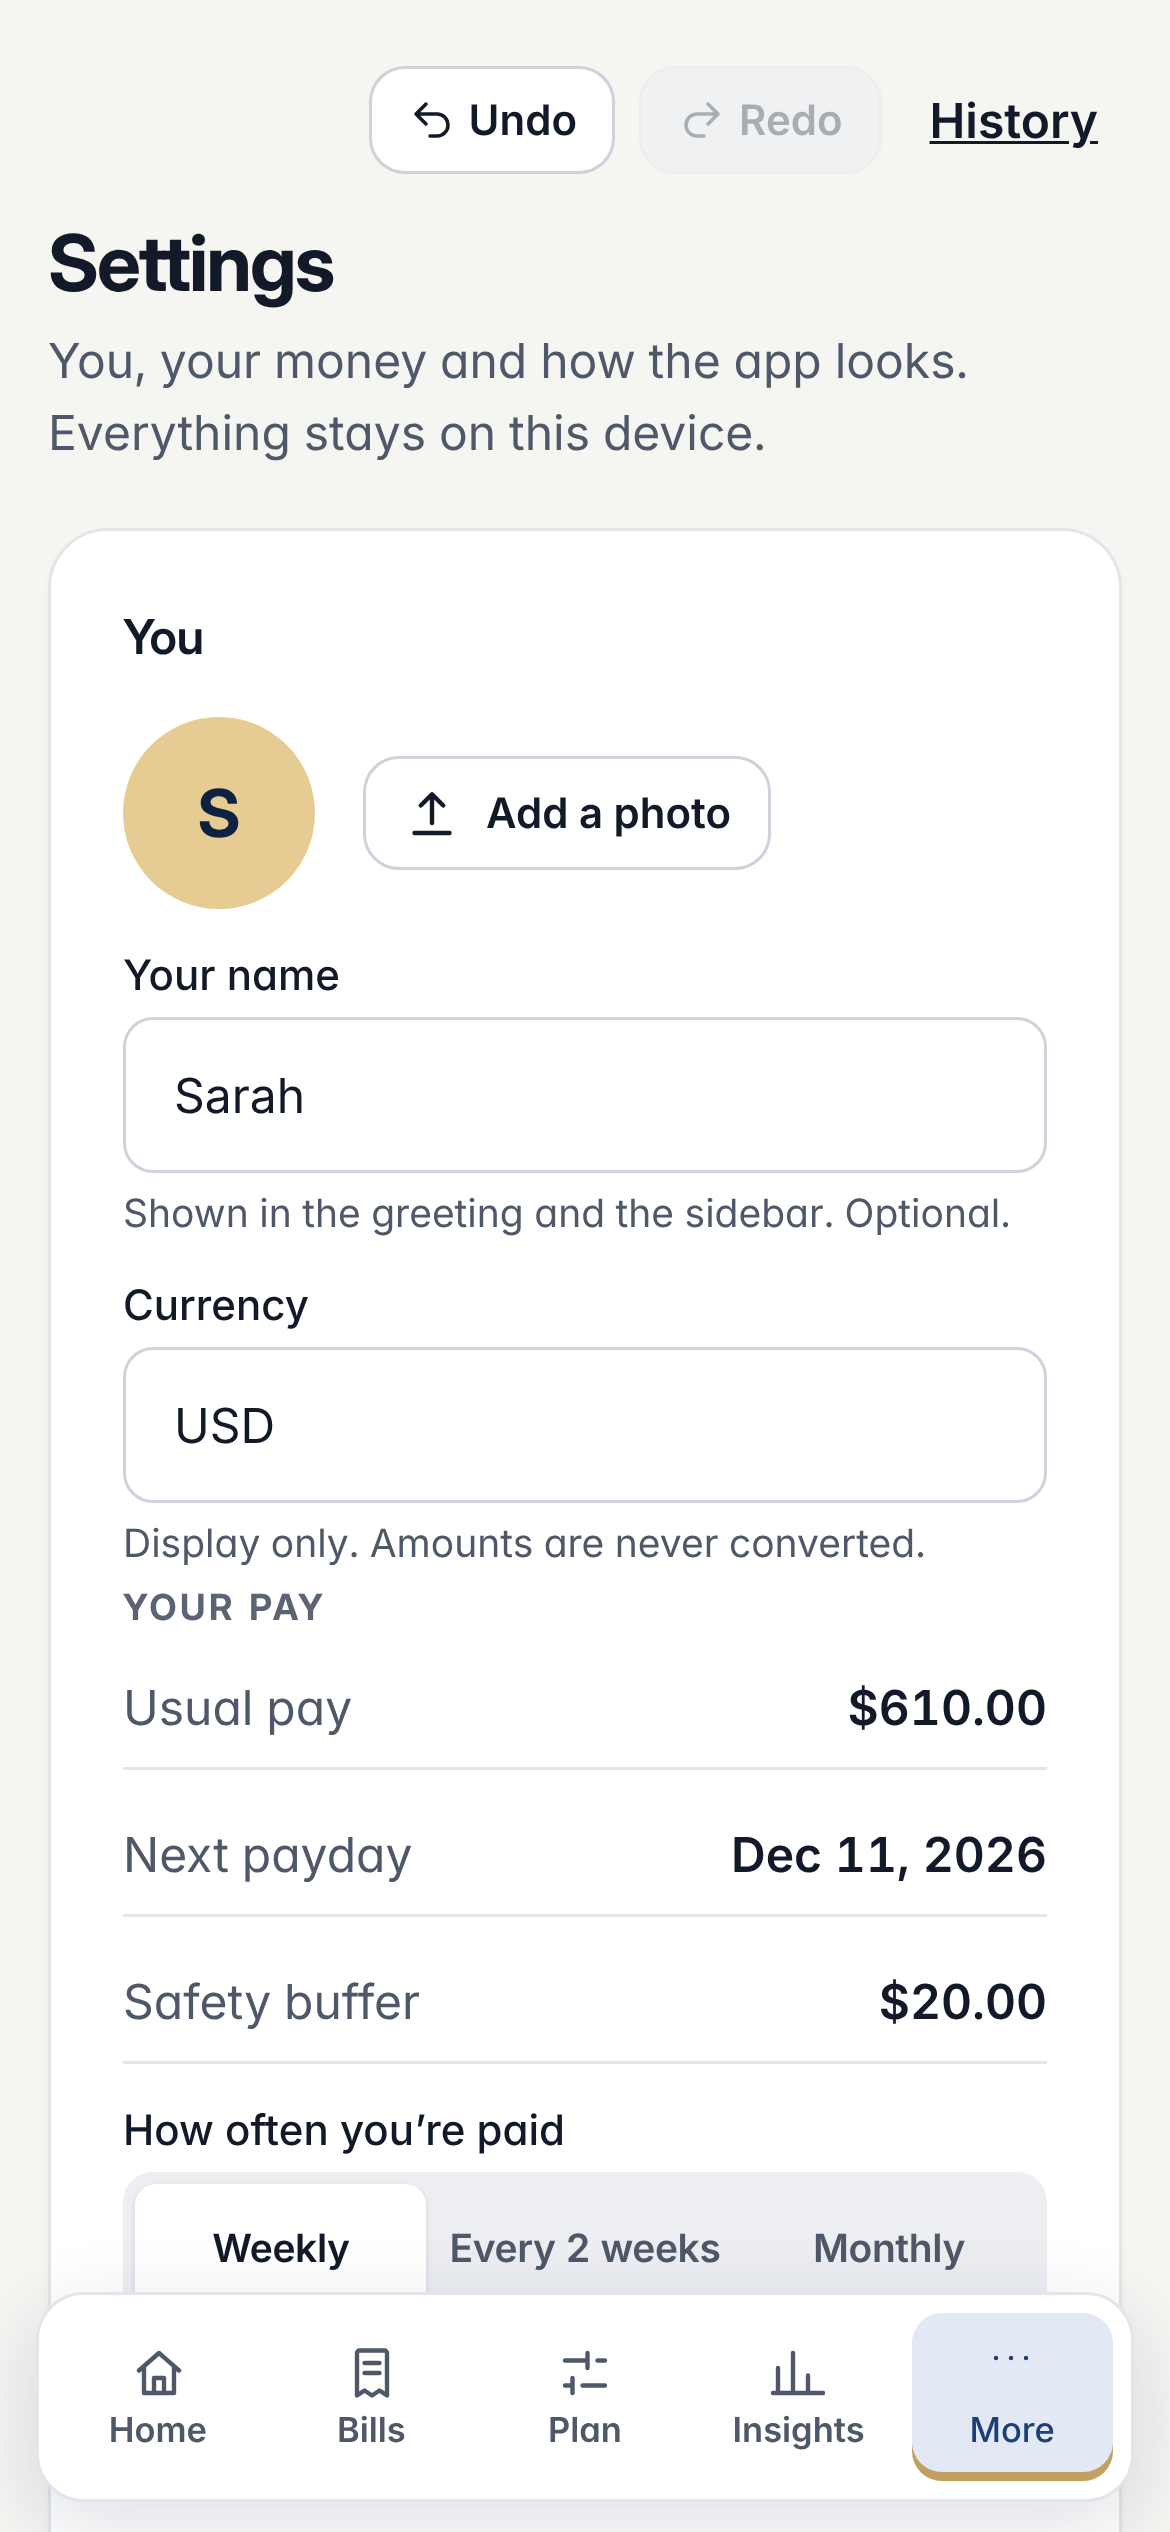 Undo
Redo
History
Settings
You, your money and how the app looks.
Everything stays on this device.
You
S
Add a photo
Your name
Sarah
Shown in the greeting and the sidebar. Optional.
Currency
USD
Display only. Amounts are never converted.
YOUR PAY
Usual pay $610.00
Next payday Dec 11, 2026
Safety buffer $20.00
How often you’re paid
Weekly Every 2 weeks Monthly
Home Bills Plan Insights More